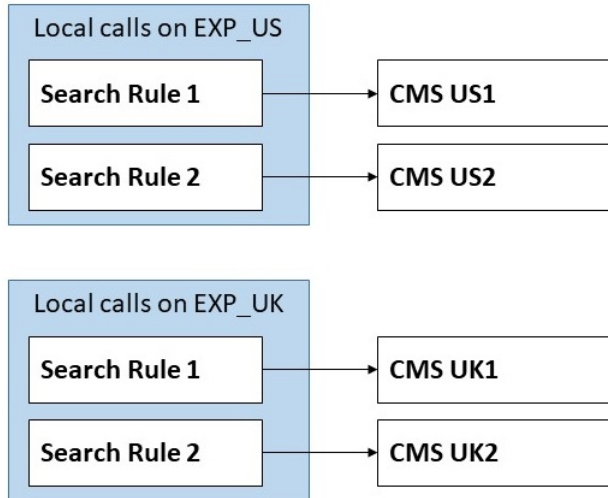 Local calls on EXP_US
Search Rule 1
CMS US1
Search Rule 2
CMS US2
Local calls on EXP_UK
Search Rule 1
CMS UK1
Search Rule 2
CMS UK2